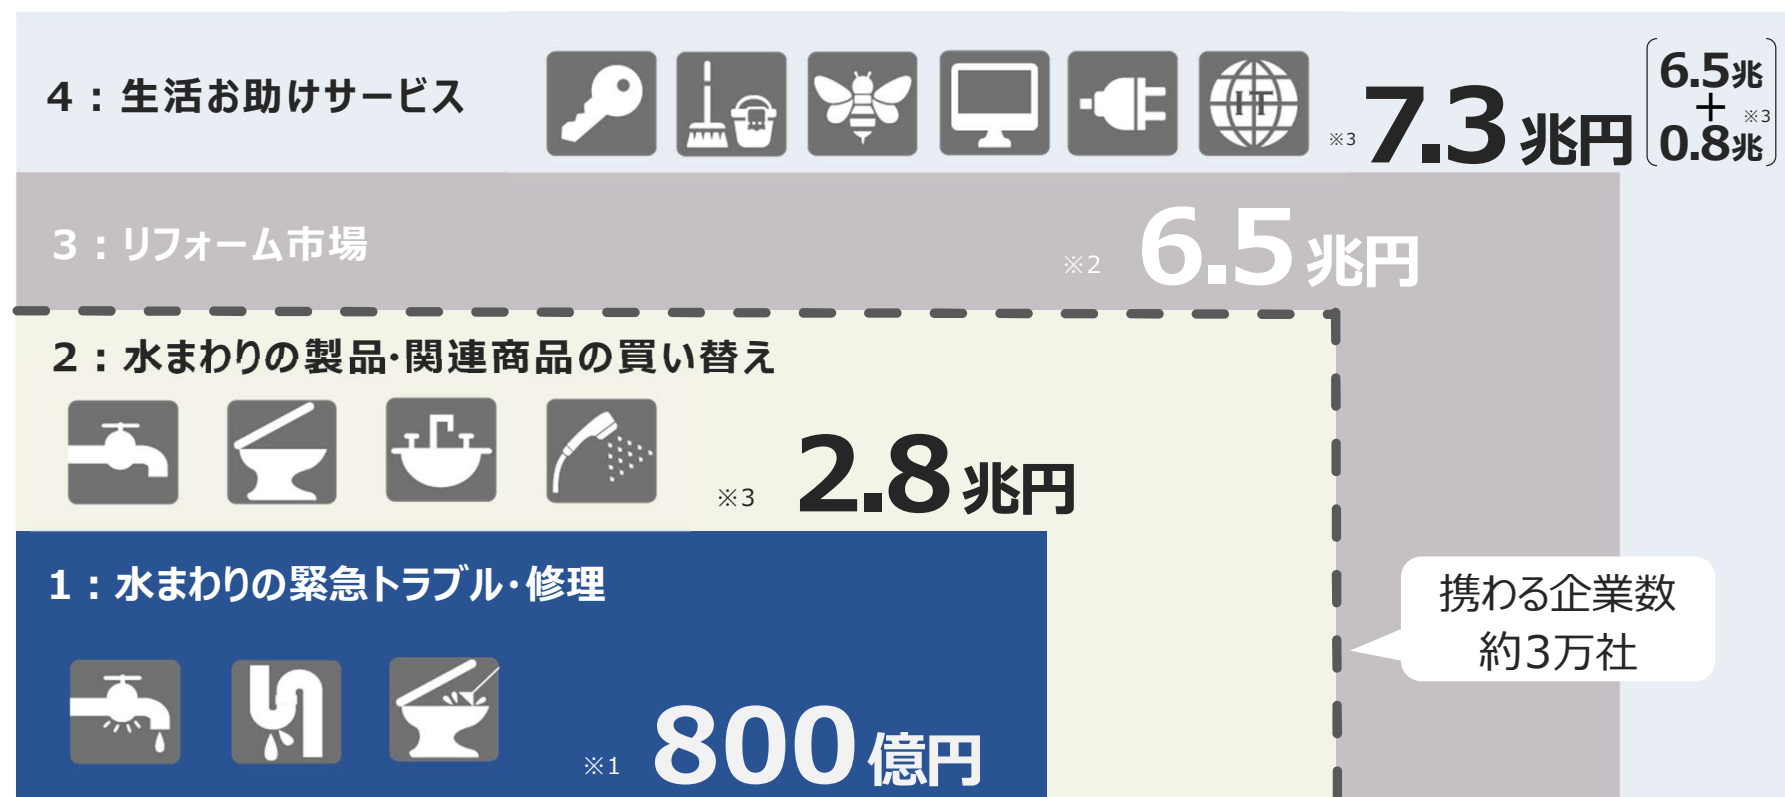 4：生活お助けサービス
IT
※3 7.3兆円
6.5兆
＋ ※3
0.8兆
3：リフォーム市場
※2 6.5兆円
2：水まわりの製品・関連商品の買い替え
※3 2.8兆円
1：水まわりの緊急トラブル・修理
※1 800億円
携わる企業数
約3万社